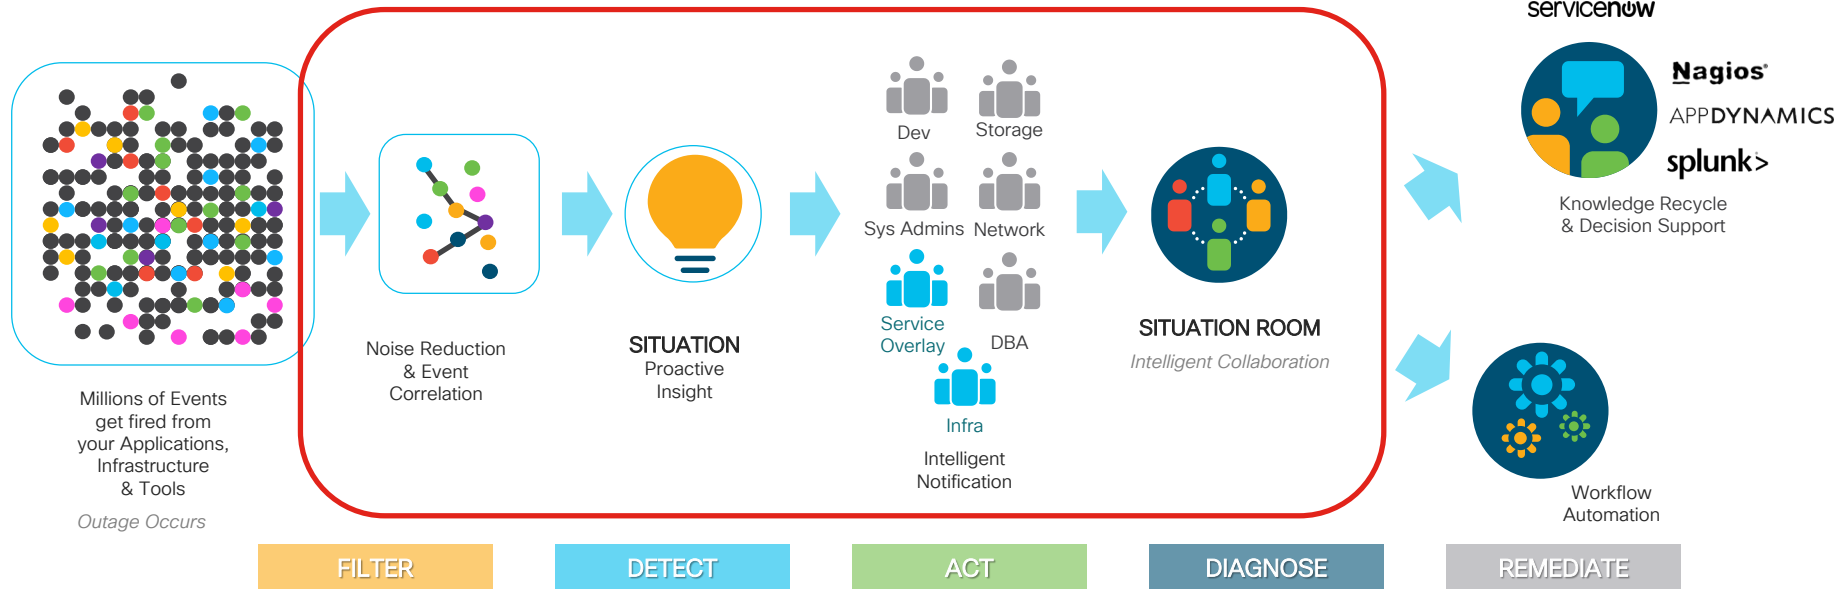 Millions of Events
get fired from
your Applications,
Infrastructure
& Tools
Outage Occurs
Noise Reduction
& Event
Correlation
SITUATION
Proactive
Insight
Dev
Storage
Sys Admins
Network
Service
Overlay
DBA
Infra
Intelligent
Notification
SITUATION ROOM
Intelligent Collaboration
servicenow
Nagios®
APPDYNAMICS
splunk>
Knowledge Recycle
& Decision Support
Workflow
Automation
FILTER
DETECT
ACT
DIAGNOSE
REMEDIATE